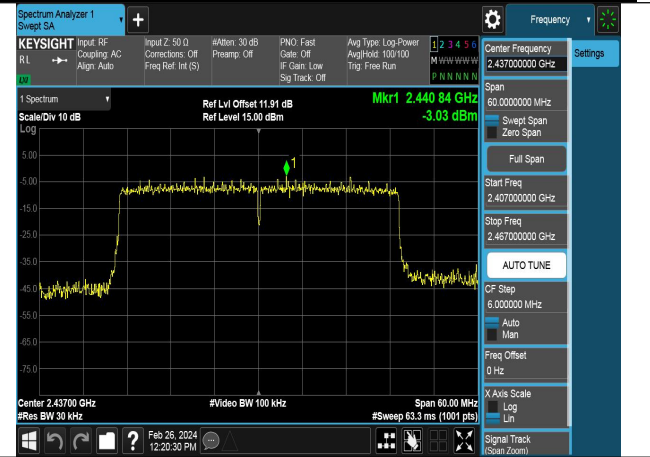 Spectrum Analyzer 1
Swept SA
Frequency
KEYSIGHT
RL
Input: RF
Coupling: AC
Align: Auto
Input Z: 50 Ω
Corrections: Off
Freq Ref: Int (S)
#Atten: 30 dB
Preamp: Off
PNO: Fast
Gate: Off
IF Gain: Low
Sig Track: Off
Avg Type: Log-Power
Avg|Hold: 100/100
Trig: Free Run
1 2 3 4 5 6
M W W W W W
P N N N N N
1 Spectrum
Scale/Div 10 dB
Log
Ref Lvl Offset 11.91 dB
Ref Level 15.00 dBm
Mkr1 2.440 84 GHz
-3.03 dBm
5.00
-5.00
-15.0
-25.0
-35.0
-45.0
-55.0
-65.0
-75.0
1
Center 2.43700 GHz
#Res BW 30 kHz
#Video BW 100 kHz
Span 60.00 MHz
#Sweep 63.3 ms (1001 pts)
Feb 26, 2024
12:20:30 PM
Center Frequency
2.437000000 GHz
Settings
Span
60.0000000 MHz
Swept Span
Zero Span
Full Span
Start Freq
2.407000000 GHz
Stop Freq
2.467000000 GHz
AUTO TUNE
CF Step
6.000000 MHz
Auto
Man
Freq Offset
0 Hz
X Axis Scale
Log
Lin
Signal Track
(Span Zoom)